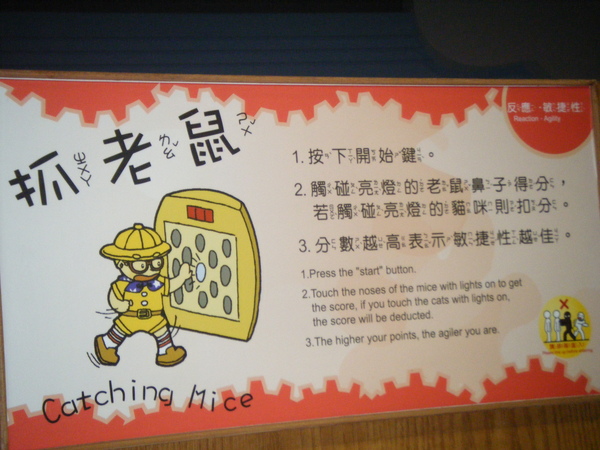 抓老鼠
反應‧敏捷性
Reaction‧Agility
1. 按下開始鍵。
2. 觸碰亮燈的老鼠鼻子得分，
若觸碰亮燈的貓咪則扣分。
3. 分數越高表示敏捷性越佳。
1.Press the "start" button.
2.Touch the noses of the mice with lights on to get
the score, if you touch the cats with lights on,
the score will be deducted.
3.The higher your points, the agiler you are.
Catching Mice